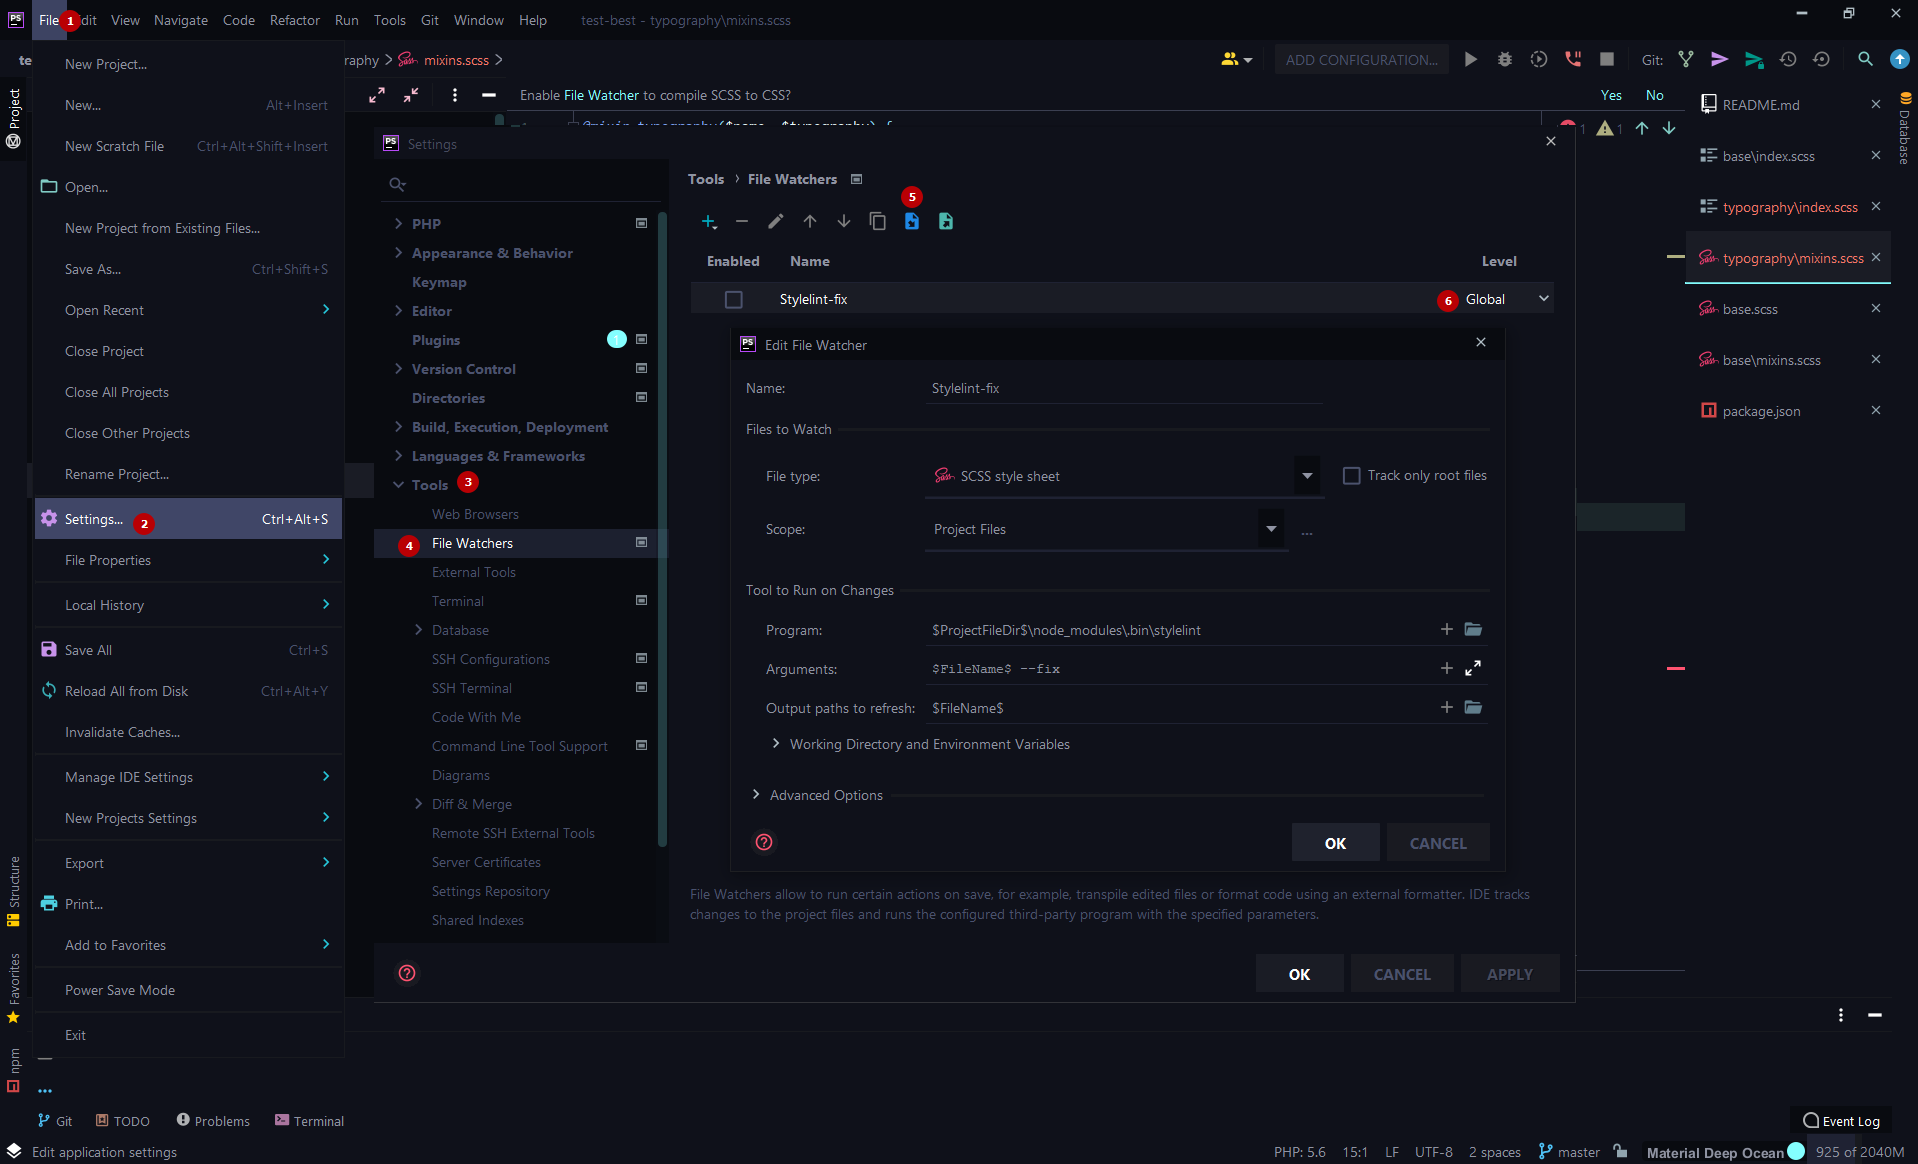 File 1 dit View Navigate Code Refactor Run Tools Git Window Help test-best - typography\mixins.scss
te
raphy > mixins.scss >
ADD CONFIGURATION...
Git:
Enable File Watcher to compile SCSS to CSS?
Yes No
@mixin typography($name, $typography) {
1 1
Project
Structure
Favorites
npm
New Project...
New... Alt+Insert
New Scratch File Ctrl+Alt+Shift+Insert
Open...
New Project from Existing Files...
Save As... Ctrl+Shift+S
Open Recent
Close Project
Close All Projects
Close Other Projects
Rename Project...
Settings... 2 Ctrl+Alt+S
File Properties
Local History
Save All Ctrl+S
Reload All from Disk Ctrl+Alt+Y
Invalidate Caches...
Manage IDE Settings
New Projects Settings
Export
Print...
Add to Favorites
Power Save Mode
Exit
Settings
PHP
Appearance & Behavior
Keymap
Editor
Plugins
Version Control
Directories
Build, Execution, Deployment
Languages & Frameworks
Tools 3
Web Browsers
4 File Watchers
External Tools
Terminal
Database
SSH Configurations
SSH Terminal
Code With Me
Command Line Tool Support
Diagrams
Diff & Merge
Remote SSH External Tools
Server Certificates
Settings Repository
Shared Indexes
Tools › File Watchers
5
Enabled Name Level
Stylelint-fix 6 Global
Edit File Watcher
Name: Stylelint-fix
Files to Watch
File type: SCSS style sheet Track only root files
Scope: Project Files ...
Tool to Run on Changes
Program: $ProjectFileDir$\node_modules\.bin\stylelint
Arguments: $FileName$ --fix
Output paths to refresh: $FileName$
Working Directory and Environment Variables
Advanced Options
OK CANCEL
File Watchers allow to run certain actions on save, for example, transpile edited files or format code using an external formatter. IDE tracks
changes to the project files and runs the configured third-party program with the specified parameters.
OK CANCEL APPLY
README.md
base\index.scss
typography\index.scss
typography\mixins.scss
base.scss
base\mixins.scss
package.json
Database
Git TODO Problems Terminal
Event Log
Edit application settings
PHP: 5.6 15:1 LF UTF-8 2 spaces master Material Deep Ocean 925 of 2040M